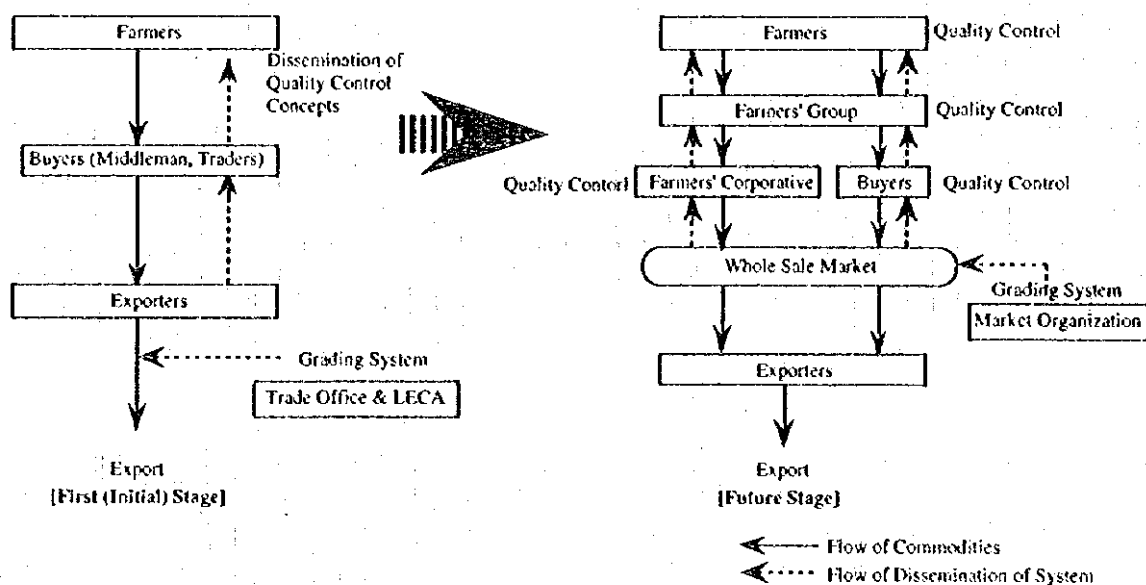 Farmers
Dissemination of
Quality Control
Concepts
Buyers (Middleman, Traders)
Exporters
Grading System
Trade Office & LECA
Export
[First (Initial) Stage]
Farmers
Quality Control
Farmers' Group
Quality Control
Quality Contorl
Farmers' Corporative
Buyers
Quality Control
Whole Sale Market
Grading System
Market Organization
Exporters
Export
[Future Stage]
Flow of Commodities
Flow of Dissemination of System